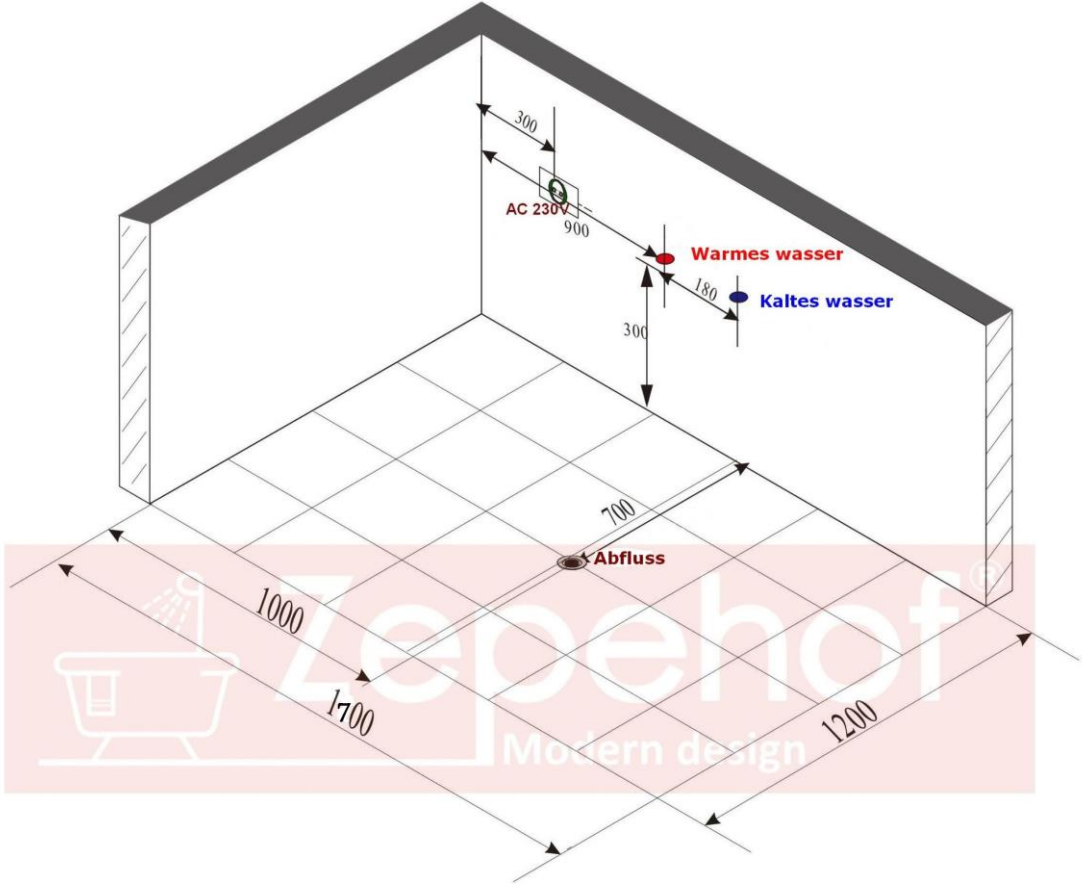 300
AC 230V
900
Warmes wasser
180
Kaltes wasser
300
700
Abfluss
1000
1700
1200
Zepehof®
Modern design